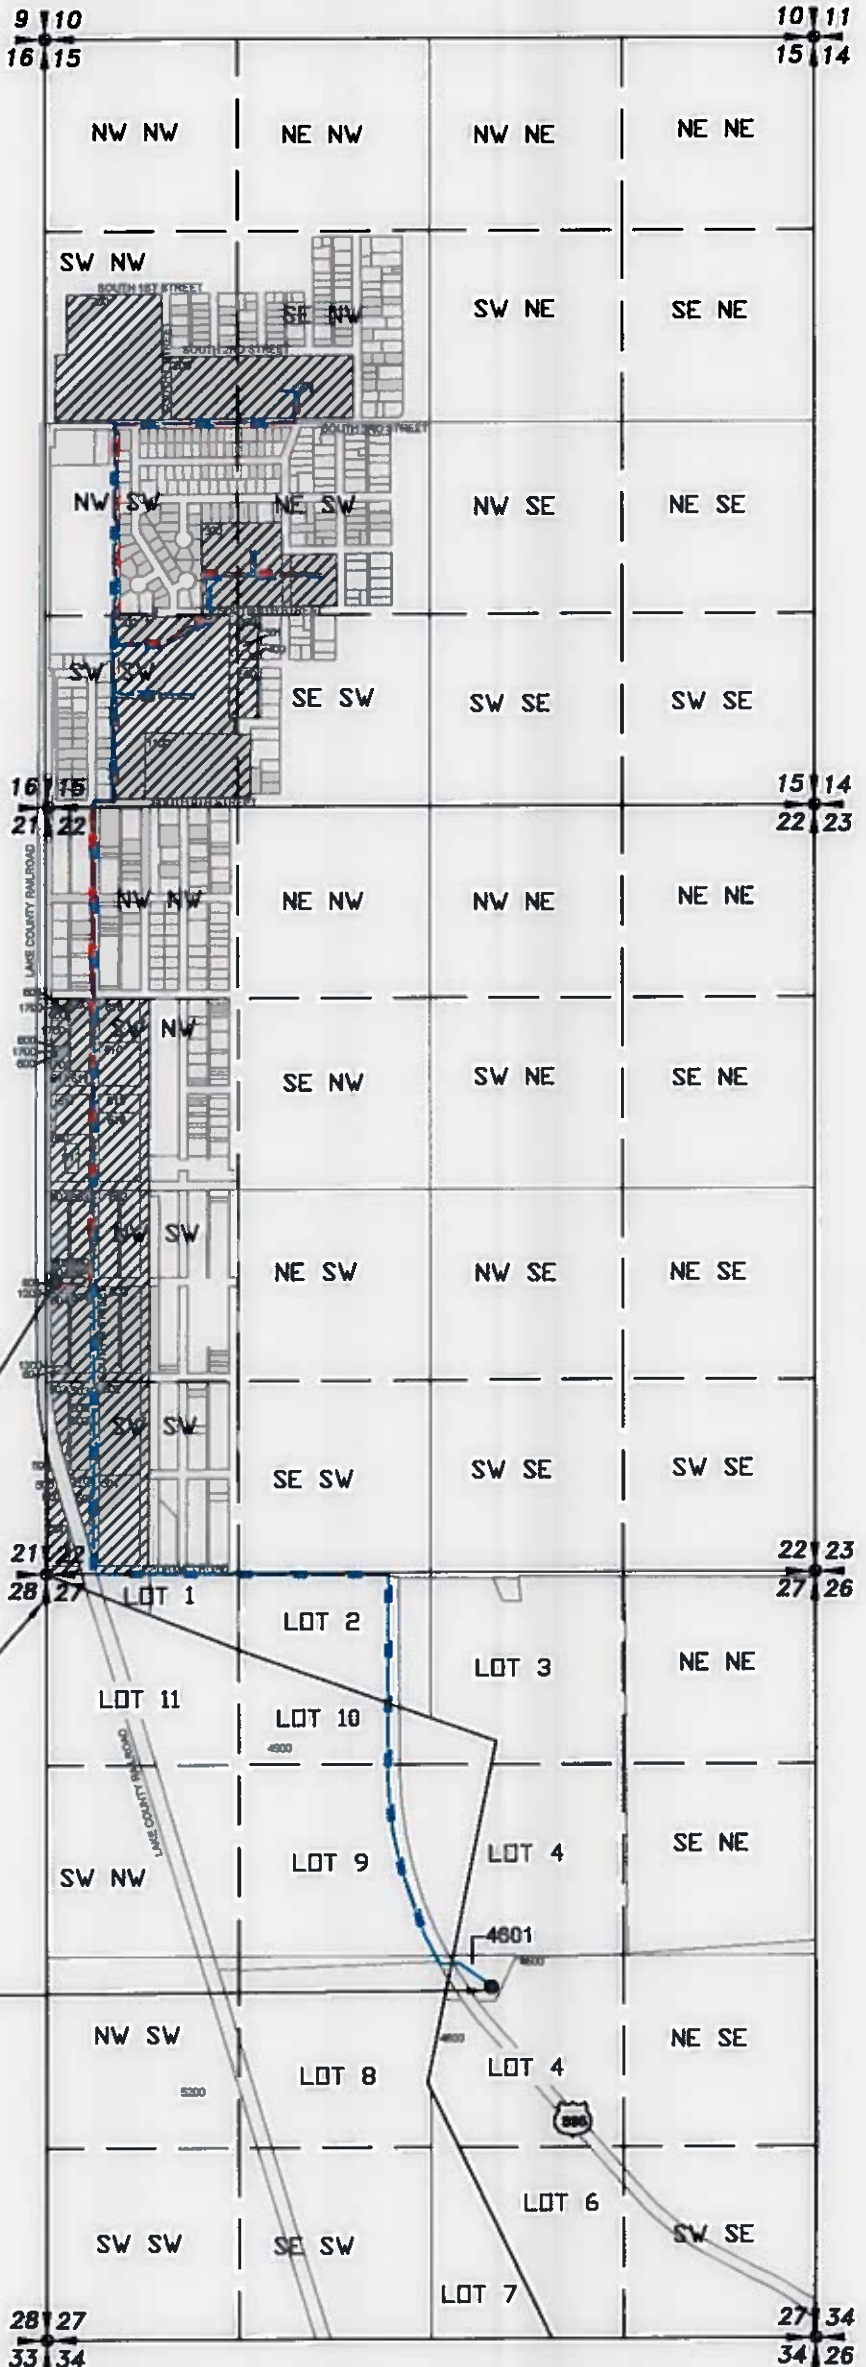 9 10
10 11
16 15
15 14
NW NW
NE NW
NW NE
NE NE
SW NW
SOUTH 1ST STREET
SE NW
SW NE
SE NE
SOUTH 2ND STREET
SOUTH 3RD STREET
NW SW
NE SW
NW SE
NE SE
SW SW
SE SW
SW SE
SW SE
16 15
15 14
21 22
22 23
LAKE COUNTY RAILROAD
NW NW
NE NW
NW NE
NE NE
SW NW
SE NW
SW NE
SE NE
NW SW
NE SW
NW SE
NE SE
SW SW
SE SW
SW SE
SW SE
21 22
22 23
28 27
27 26
LOT 1
LOT 2
LOT 3
NE NE
LOT 11
LOT 10
4900
LAKE COUNTY RAILROAD
SW NW
LOT 9
LOT 4
SE NE
4601
NW SW
LOT 8
LOT 4
NE SE
5300
LOT 6
SW SW
SE SW
SW SE
LOT 7
28 27
27 34
33 34
34 26